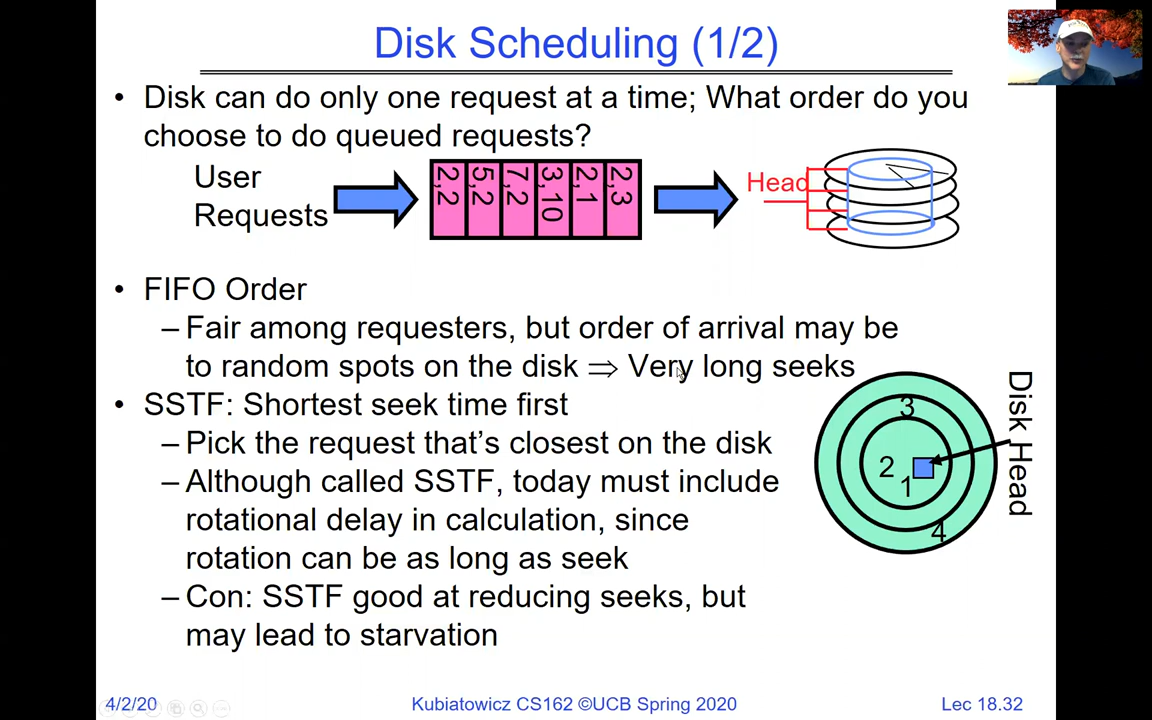 Disk Scheduling (1/2)
• Disk can do only one request at a time; What order do you
choose to do queued requests?
User
Requests
2,2
5,2
7,2
3,10
2,1
2,3
Head
• FIFO Order
– Fair among requesters, but order of arrival may be
to random spots on the disk ⇒ Very long seeks
• SSTF: Shortest seek time first
– Pick the request that's closest on the disk
– Although called SSTF, today must include
rotational delay in calculation, since
rotation can be as long as seek
– Con: SSTF good at reducing seeks, but
may lead to starvation
3
2
1
4
Disk Head
4/2/20
Kubiatowicz CS162 ©UCB Spring 2020
Lec 18.32